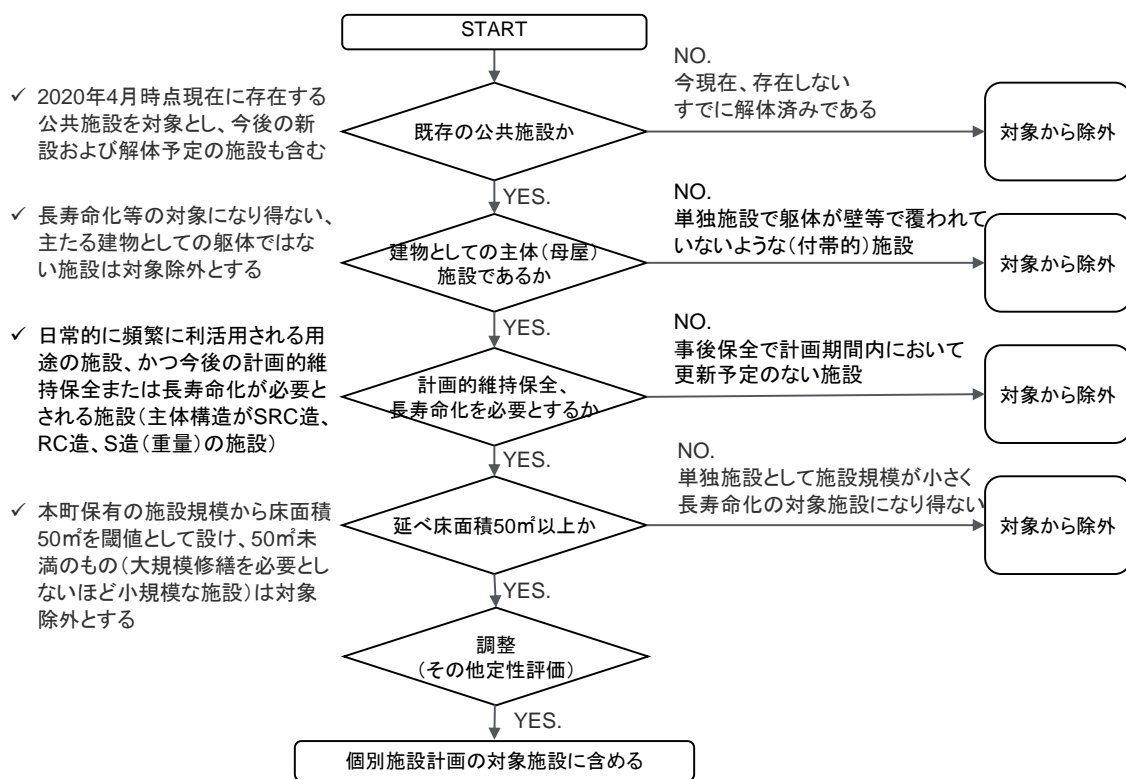 START
✓ 2020年4月時点現在に存在する
公共施設を対象とし、今後の新
設および解体予定の施設も含む
既存の公共施設か
NO.
今現在、存在しない
すでに解体済みである
対象から除外
YES.
✓ 長寿命化等の対象になり得ない、
主たる建物としての躯体ではな
い施設は対象除外とする
建物としての主体(母屋)
施設であるか
NO.
単独施設で躯体が壁等で覆われて
いないような(付帯的)施設
対象から除外
YES.
✓ 日常的に頻繁に利活用される用
途の施設、かつ今後の計画的維
持保全または長寿命化が必要と
される施設(主体構造がSRC造、
RC造、S造(重量)の施設)
計画的維持保全、
長寿命化を必要とするか
NO.
事後保全で計画期間内において
更新予定のない施設
対象から除外
YES.
✓ 本町保有の施設規模から床面積
50㎡を閾値として設け、50㎡未
満のもの(大規模修繕を必要とし
ないほど小規模な施設)は対象
除外とする
延べ床面積50㎡以上か
NO.
単独施設として施設規模が小さく
長寿命化の対象施設になり得ない
対象から除外
YES.
調整
(その他定性評価)
YES.
個別施設計画の対象施設に含める